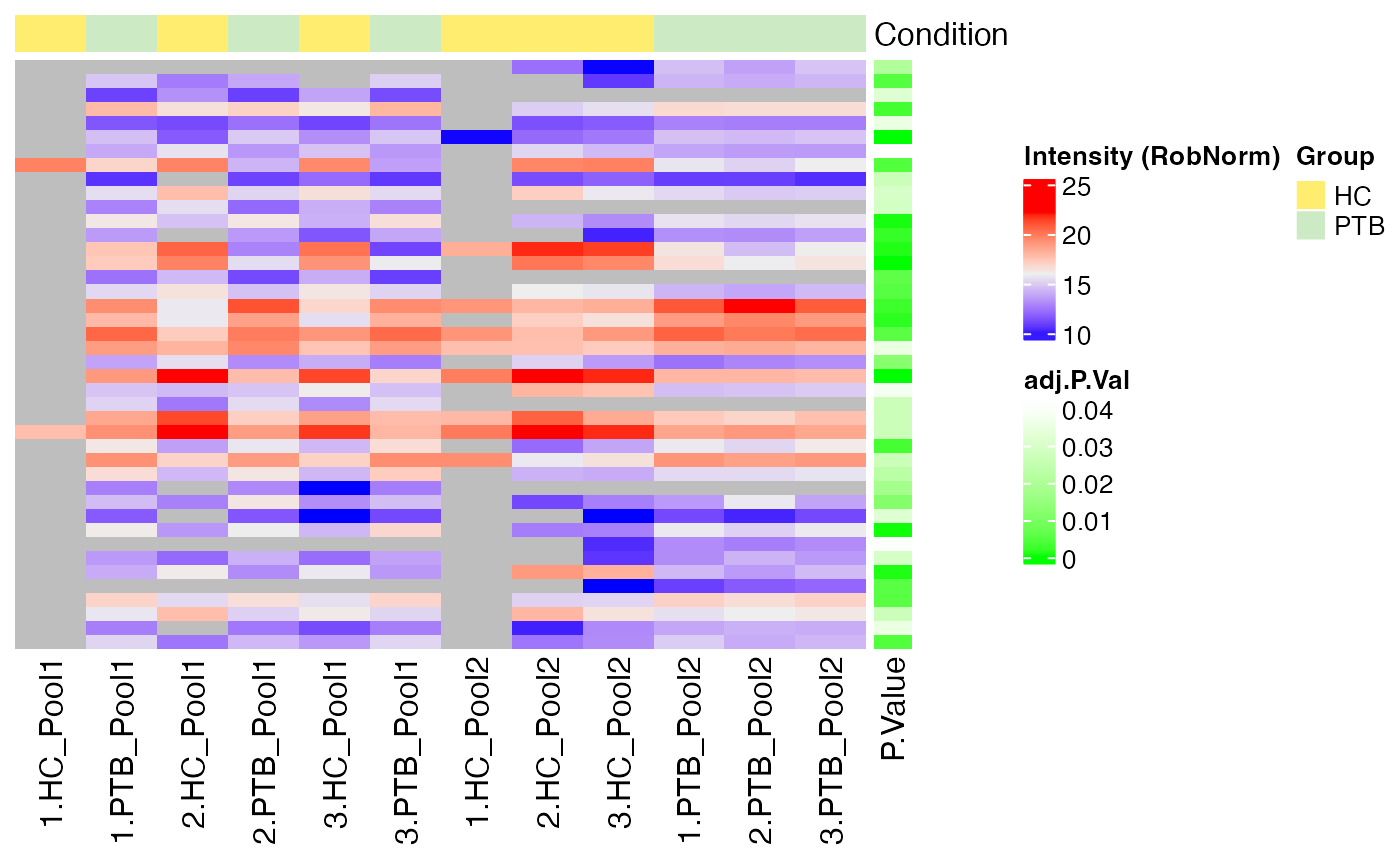 Condition
Intensity (RobNorm)
25
20
15
10
Group
HC
PTB
adj.P.Val
0.04
0.03
0.02
0.01
0
1.HC_Pool1
1.PTB_Pool1
2.HC_Pool1
2.PTB_Pool1
3.HC_Pool1
3.PTB_Pool1
1.HC_Pool2
2.HC_Pool2
3.HC_Pool2
1.PTB_Pool2
2.PTB_Pool2
3.PTB_Pool2
P.Value